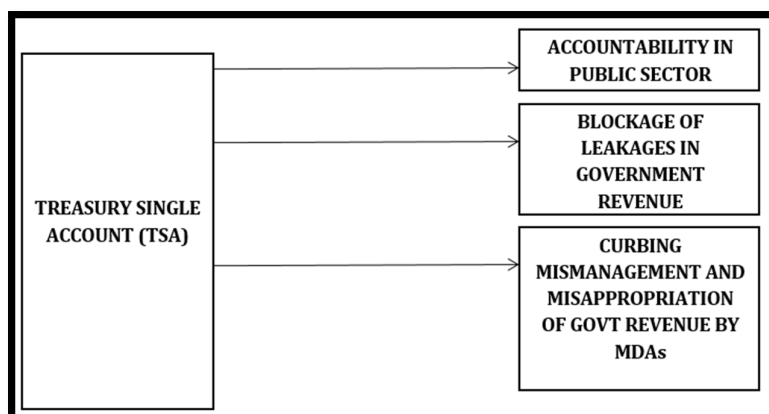 TREASURY SINGLE
ACCOUNT (TSA)
ACCOUNTABILITY IN
PUBLIC SECTOR
BLOCKAGE OF
LEAKAGES IN
GOVERNMENT
REVENUE
CURBING
MISMANAGEMENT AND
MISAPPROPRIATION
OF GOVT REVENUE BY
MDAs